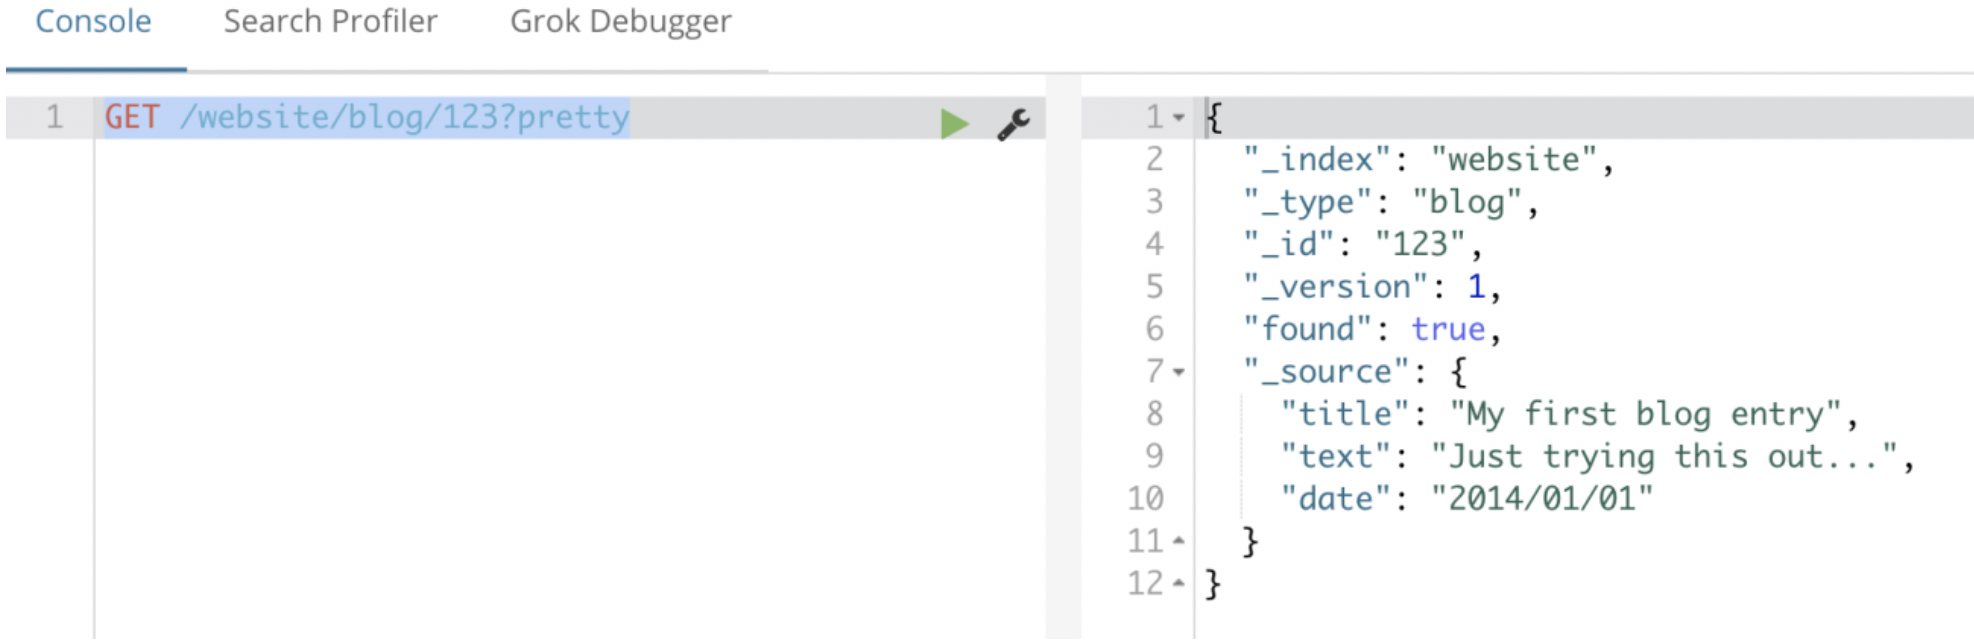 Console Search Profiler Grok Debugger
1 GET /website/blog/123?pretty
1 {
2 "_index": "website",
3 "_type": "blog",
4 "_id": "123",
5 "_version": 1,
6 "found": true,
7 "_source": {
8 "title": "My first blog entry",
9 "text": "Just trying this out...",
10 "date": "2014/01/01"
11 }
12 }